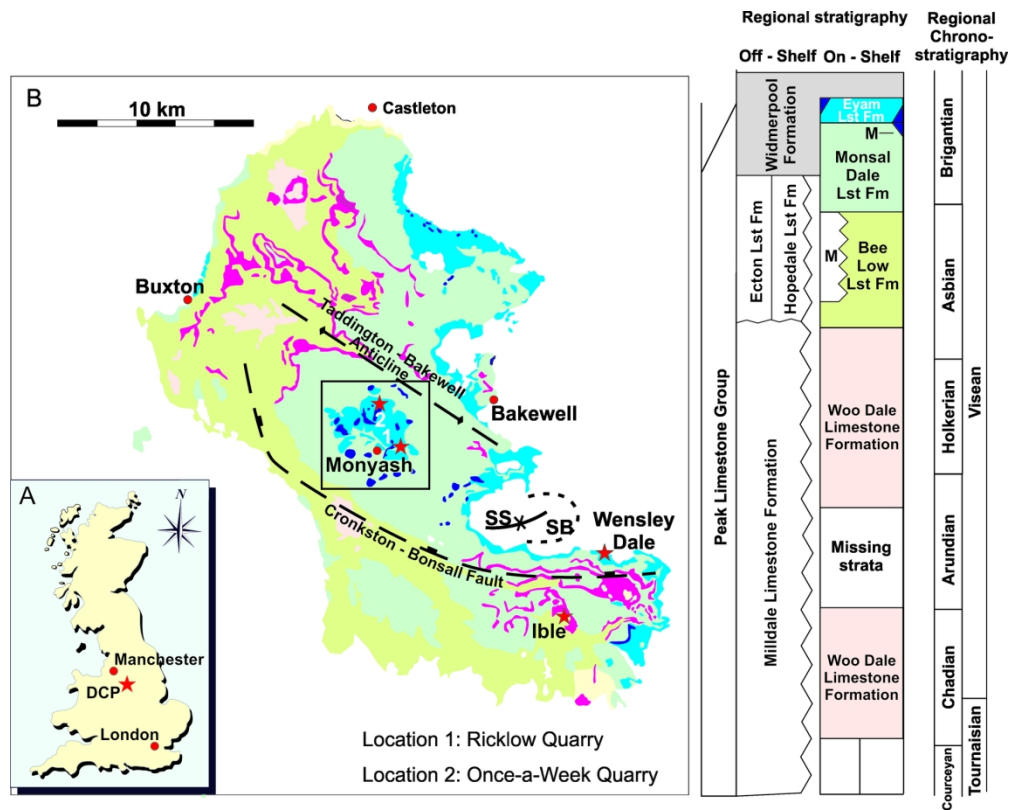 B
10 km
Castleton
Buxton
Taddington - Bakewell
Anticline
Bakewell
2
1
Monyash
Cronkston - Bonsall Fault
SS
SB
Wensley
Dale
Ible
Location 1: Ricklow Quarry
Location 2: Once-a-Week Quarry
A
N
Manchester
DCP
London
Regional stratigraphy
Off - Shelf
On - Shelf
Regional
Chrono-
stratigraphy
Peak Limestone Group
Widmerpool
Formation
Ecton Lst Fm
Hopedale Lst Fm
Milldale Limestone Formation
Eyam
Lst Fm
M
Monsal
Dale
Lst Fm
M
Bee
Low
Lst Fm
Woo Dale
Limestone
Formation
Missing
strata
Woo Dale
Limestone
Formation
Brigantian
Asbian
Holkerian
Arundian
Chadian
Courceyan
Visean
Tournaisian